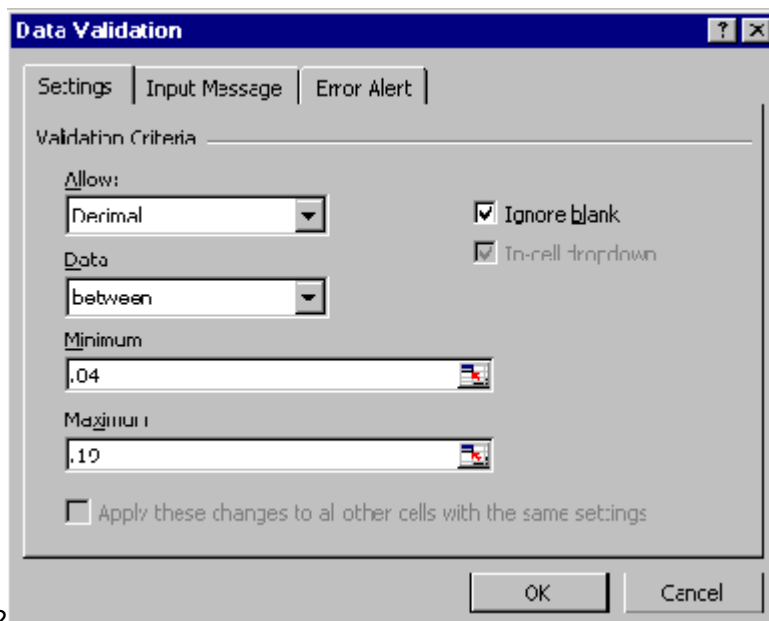 Data Validation
Settings Input Message Error Alert
Validation Criteria
Allow:
Decimal
Ignore blank
In-cell dropdown
Data
between
Minimum
.04
Maximum
.19
Apply these changes to all other cells with the same settings
OK Cancel